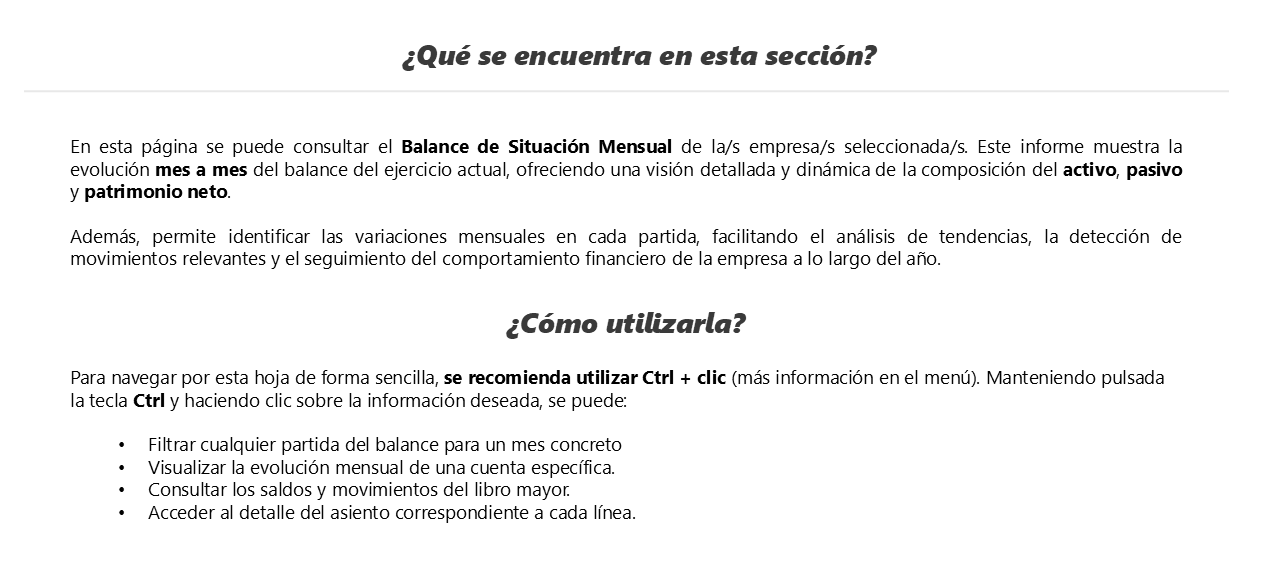 ¿Qué se encuentra en esta sección?
En esta página se puede consultar el Balance de Situación Mensual de la/s empresa/s seleccionada/s. Este informe muestra la
evolución mes a mes del balance del ejercicio actual, ofreciendo una visión detallada y dinámica de la composición del activo, pasivo
y patrimonio neto.
Además, permite identificar las variaciones mensuales en cada partida, facilitando el análisis de tendencias, la detección de
movimientos relevantes y el seguimiento del comportamiento financiero de la empresa a lo largo del año.
¿Cómo utilizarla?
Para navegar por esta hoja de forma sencilla, se recomienda utilizar Ctrl + clic (más información en el menú). Manteniendo pulsada
la tecla Ctrl y haciendo clic sobre la información deseada, se puede:
• Filtrar cualquier partida del balance para un mes concreto
• Visualizar la evolución mensual de una cuenta específica.
• Consultar los saldos y movimientos del libro mayor.
• Acceder al detalle del asiento correspondiente a cada línea.